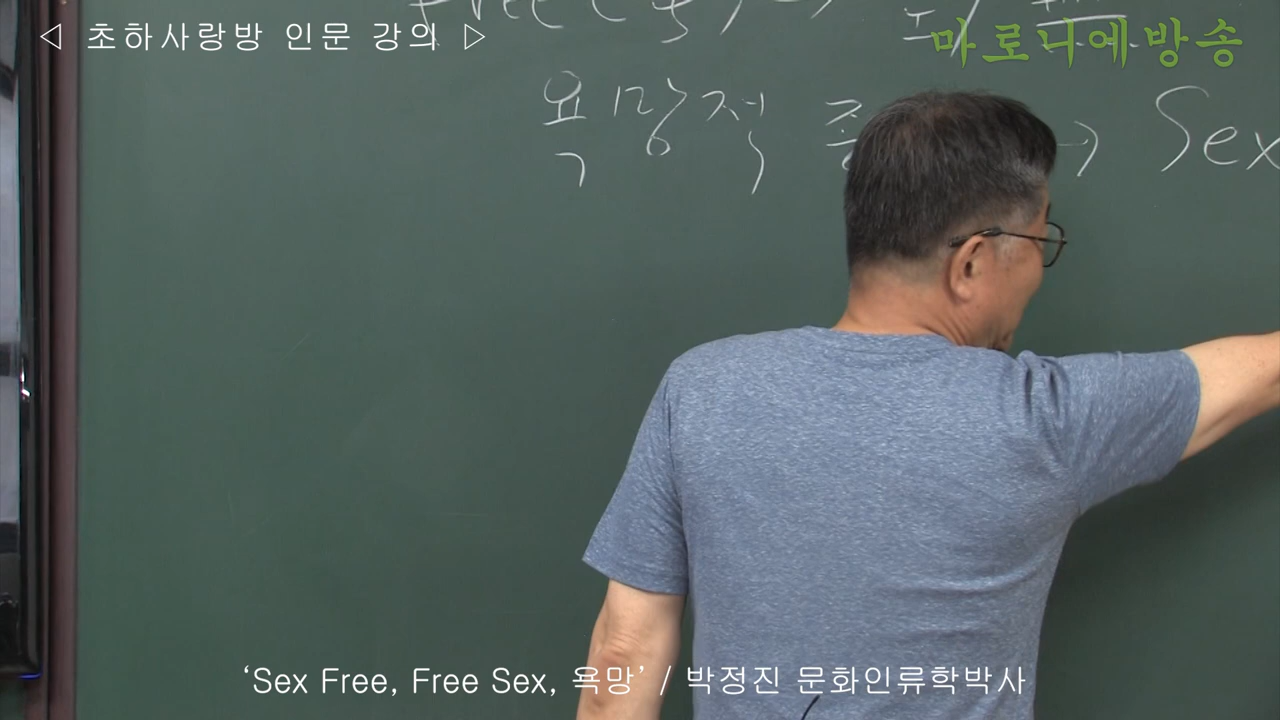 ◁ 초하사랑방 인문 강의 ▷
마로니에방송
욕망적 → Sex
‘Sex Free, Free Sex, 욕망’ / 박정진 문화인류학박사